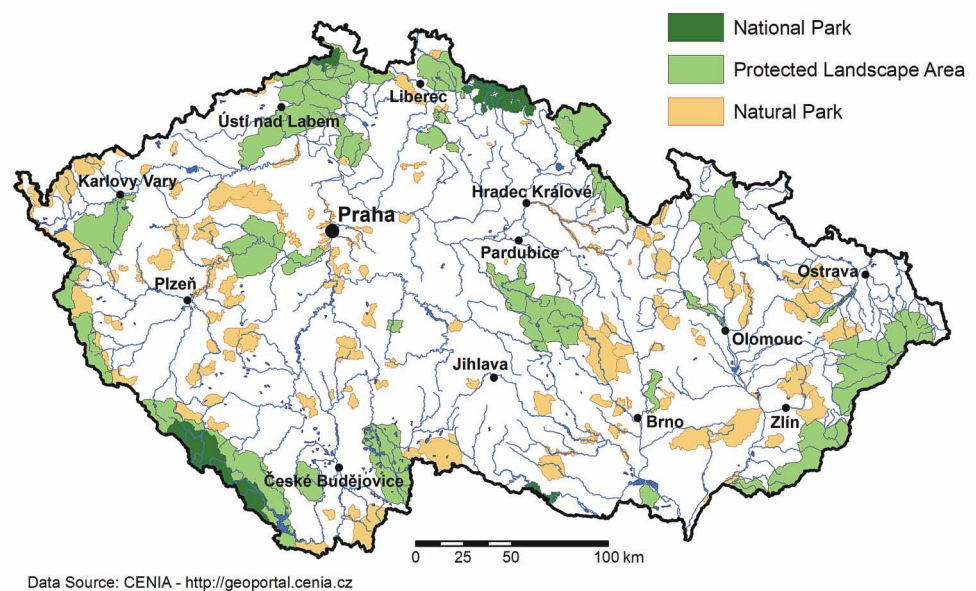 National Park
Protected Landscape Area
Natural Park
Liberec
Ústí nad Labem
Karlovy Vary
Hradec Králové
Praha
Pardubice
Ostrava
Plzeň
Olomouc
Jihlava
Brno
Zlín
České Budějovice
0 25 50 100 km
Data Source: CENIA - http://geoportal.cenia.cz